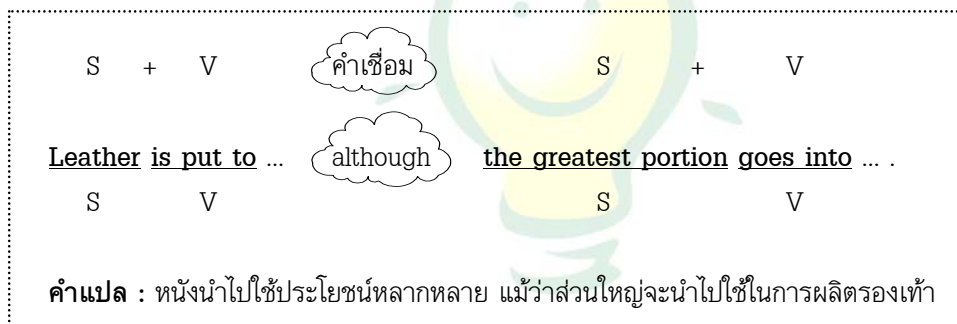 S + V คำเชื่อม S + V
Leather is put to ... although the greatest portion goes into ... .
S V S V
คำแปล : หนังนำไปใช้ประโยชน์หลากหลาย แม้ว่าส่วนใหญ่จะนำไปใช้ในการผลิตรองเท้า